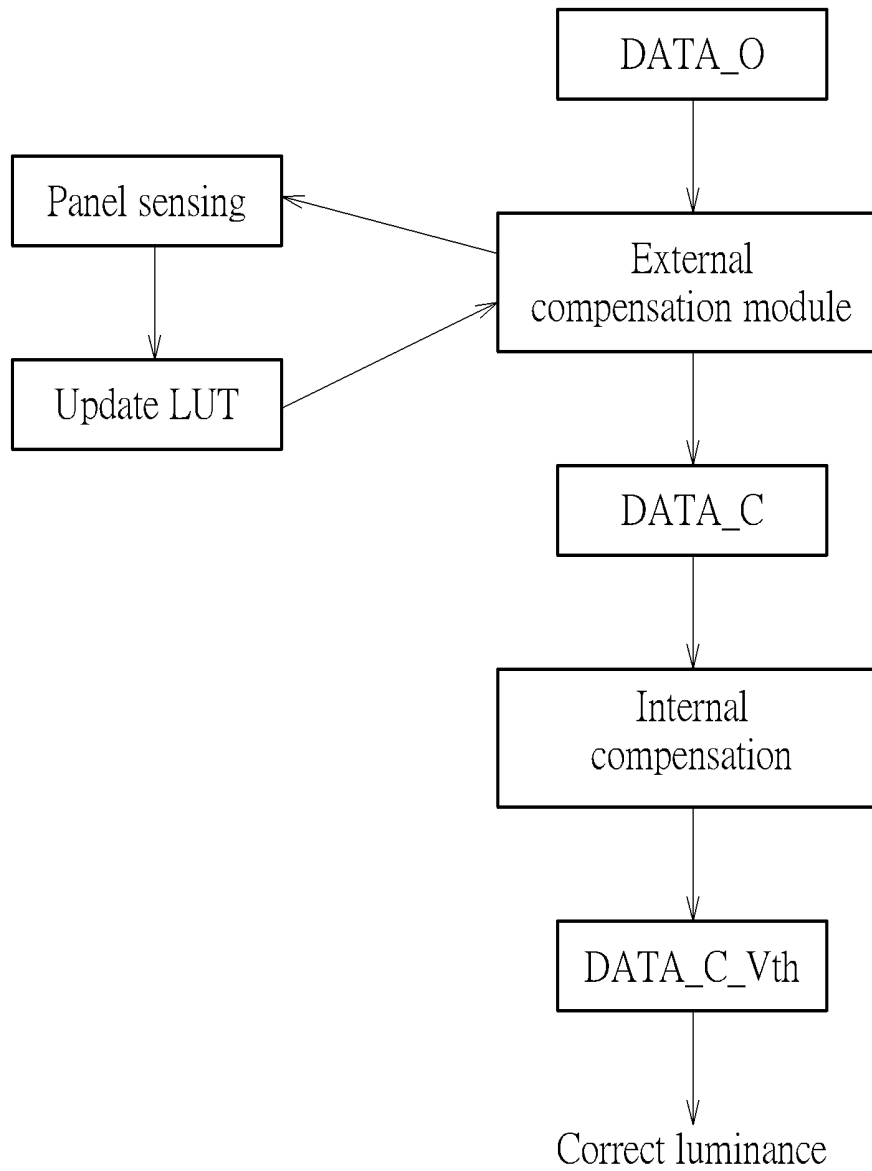 DATA_O
Panel sensing
External
compensation module
Update LUT
DATA_C
Internal
compensation
DATA_C_Vth
Correct luminance